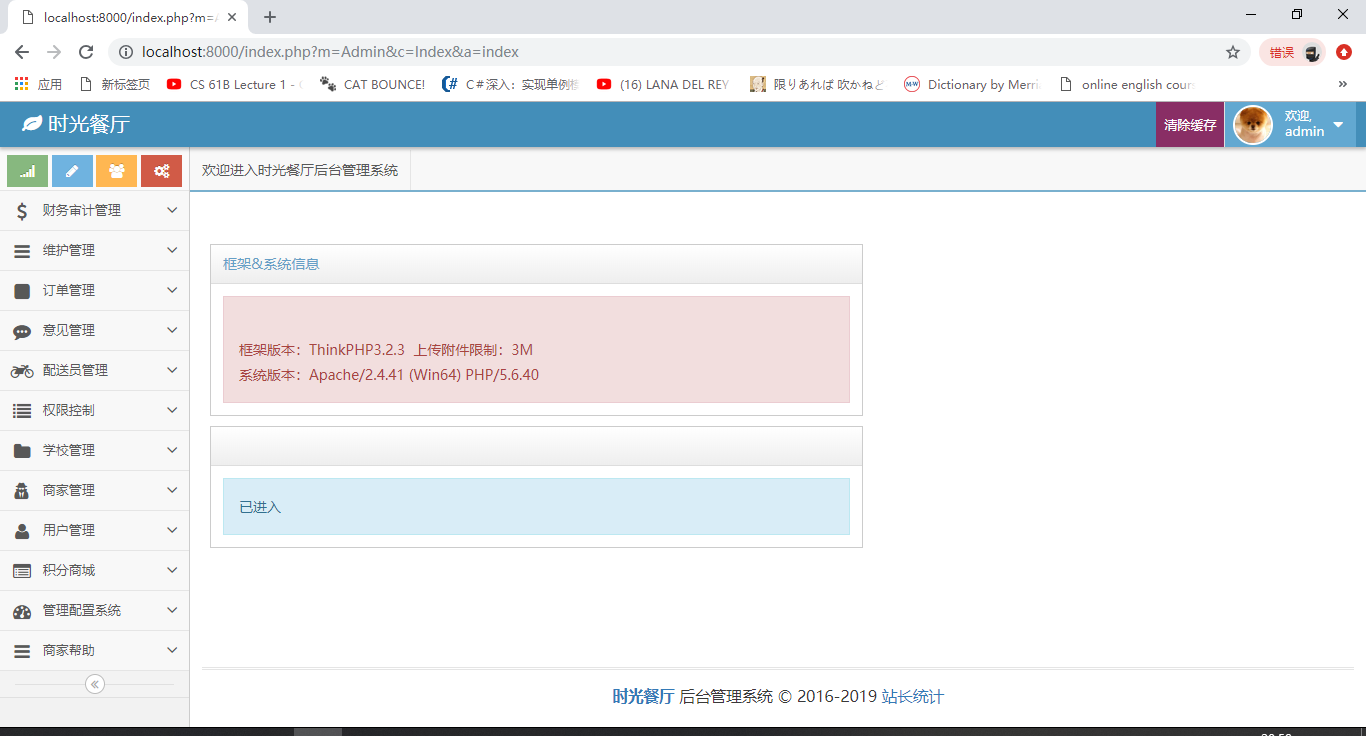 localhost:8000/index.php?m=A
localhost:8000/index.php?m=Admin&c=Index&a=index
错误
应用
新标签页
CS 61B Lecture 1 -
CAT BOUNCE!
C#
C#深入：实现单例
(16) LANA DEL REY
限りあれば 吹かねど
M-W
Dictionary by Merri
online english cour
»
时光餐厅
清除缓存
欢迎,
admin
欢迎进入时光餐厅后台管理系统
财务审计管理
维护管理
订单管理
意见管理
配送员管理
权限控制
学校管理
商家管理
用户管理
积分商城
管理配置系统
商家帮助
框架&系统信息
框架版本：ThinkPHP3.2.3 上传附件限制：3M
系统版本：Apache/2.4.41 (Win64) PHP/5.6.40
已进入
时光餐厅 后台管理系统 © 2016-2019 站长统计